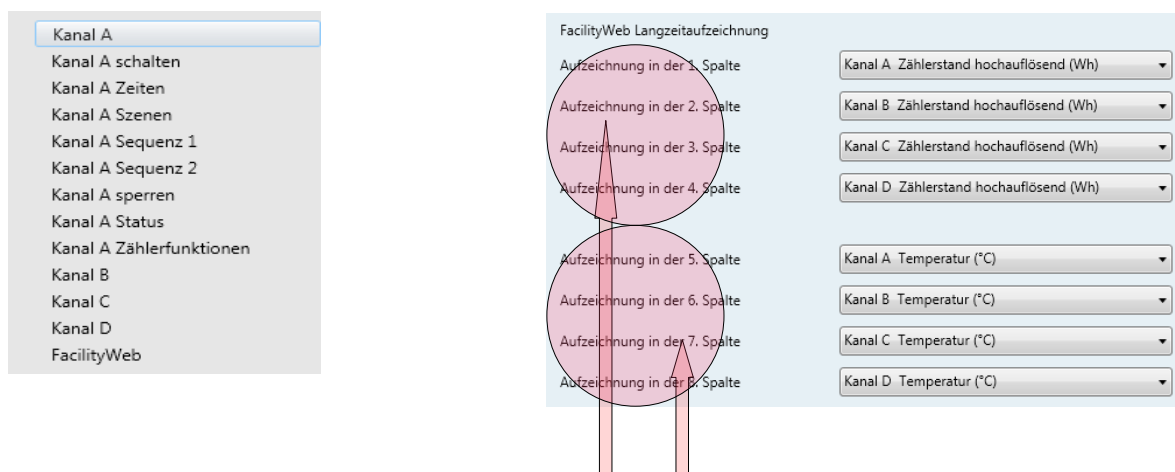 Kanal A
Kanal A schalten
Kanal A Zeiten
Kanal A Szenen
Kanal A Sequenz 1
Kanal A Sequenz 2
Kanal A sperren
Kanal A Status
Kanal A Zählerfunktionen
Kanal B
Kanal C
Kanal D
FacilityWeb
FacilityWeb Langzeitaufzeichnung
Aufzeichnung in der 1. Spalte Kanal A Zählerstand hochauflösend (Wh)
Aufzeichnung in der 2. Spalte Kanal B Zählerstand hochauflösend (Wh)
Aufzeichnung in der 3. Spalte Kanal C Zählerstand hochauflösend (Wh)
Aufzeichnung in der 4. Spalte Kanal D Zählerstand hochauflösend (Wh)
Aufzeichnung in der 5. Spalte Kanal A Temperatur (°C)
Aufzeichnung in der 6. Spalte Kanal B Temperatur (°C)
Aufzeichnung in der 7. Spalte Kanal C Temperatur (°C)
Aufzeichnung in der 8. Spalte Kanal D Temperatur (°C)